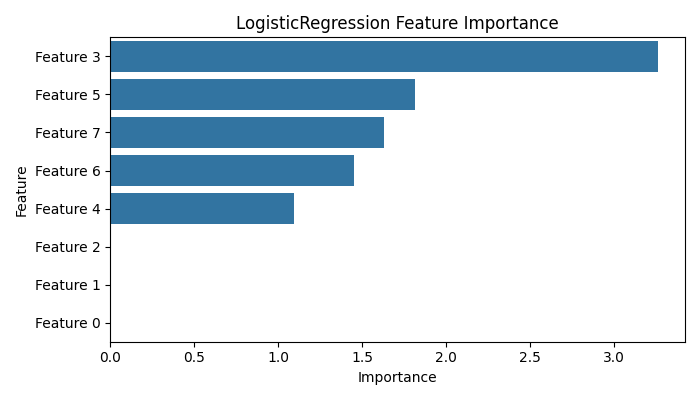 LogisticRegression Feature Importance
Feature 3
Feature 5
Feature 7
Feature 6
Feature 4
Feature 2
Feature 1
Feature 0
Feature
0.0 0.5 1.0 1.5 2.0 2.5 3.0
Importance